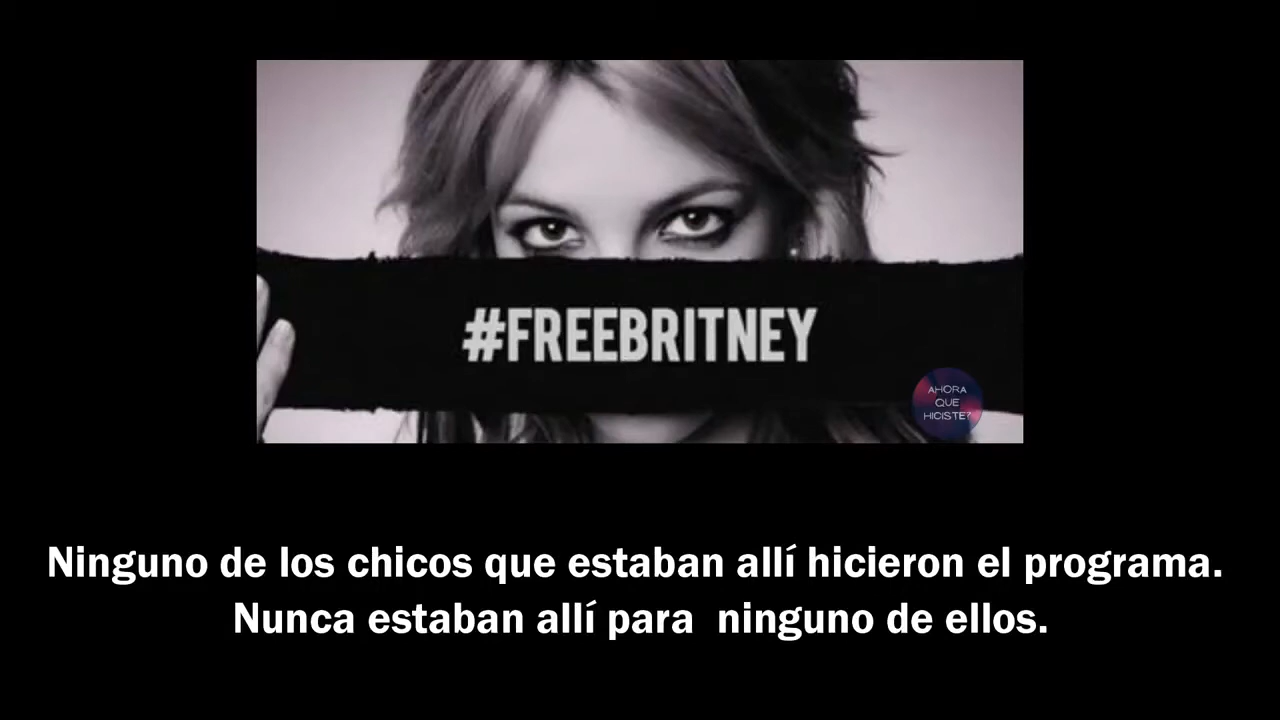 #FREEBRITNEY
AHORA
QUE
HICISTE?
Ninguno de los chicos que estaban allí hicieron el programa.
Nunca estaban allí para  ninguno de ellos.